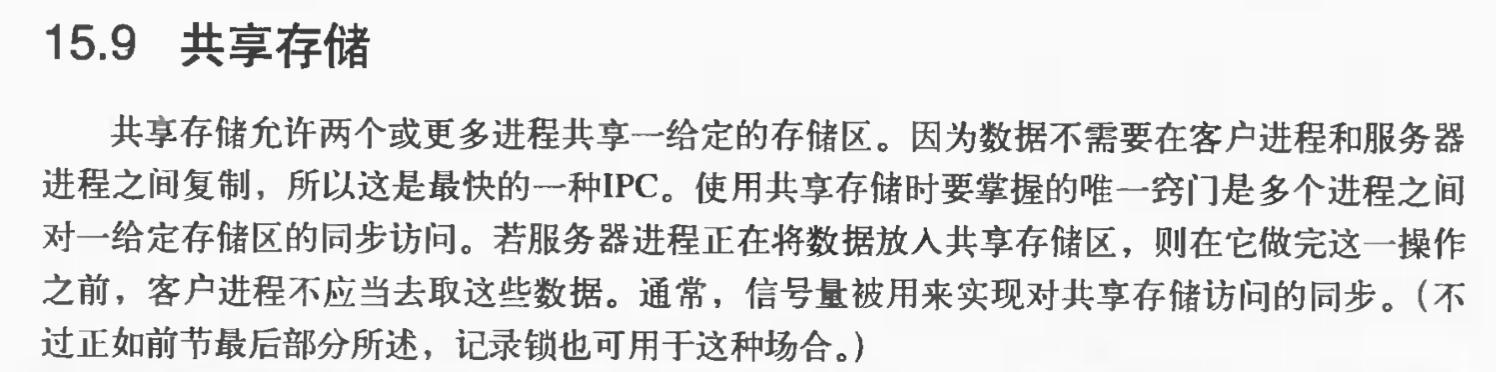 15.9 共享存储
共享存储允许两个或更多进程共享一给定的存储区。因为数据不需要在客户进程和服务器
进程之间复制，所以这是最快的一种IPC。使用共享存储时要掌握的唯一窍门是多个进程之间
对一给定存储区的同步访问。若服务器进程正在将数据放入共享存储区，则在它做完这一操作
之前，客户进程不应当去取这些数据。通常，信号量被用来实现对共享存储访问的同步。(不
过正如前节最后部分所述，记录锁也可用于这种场合。)